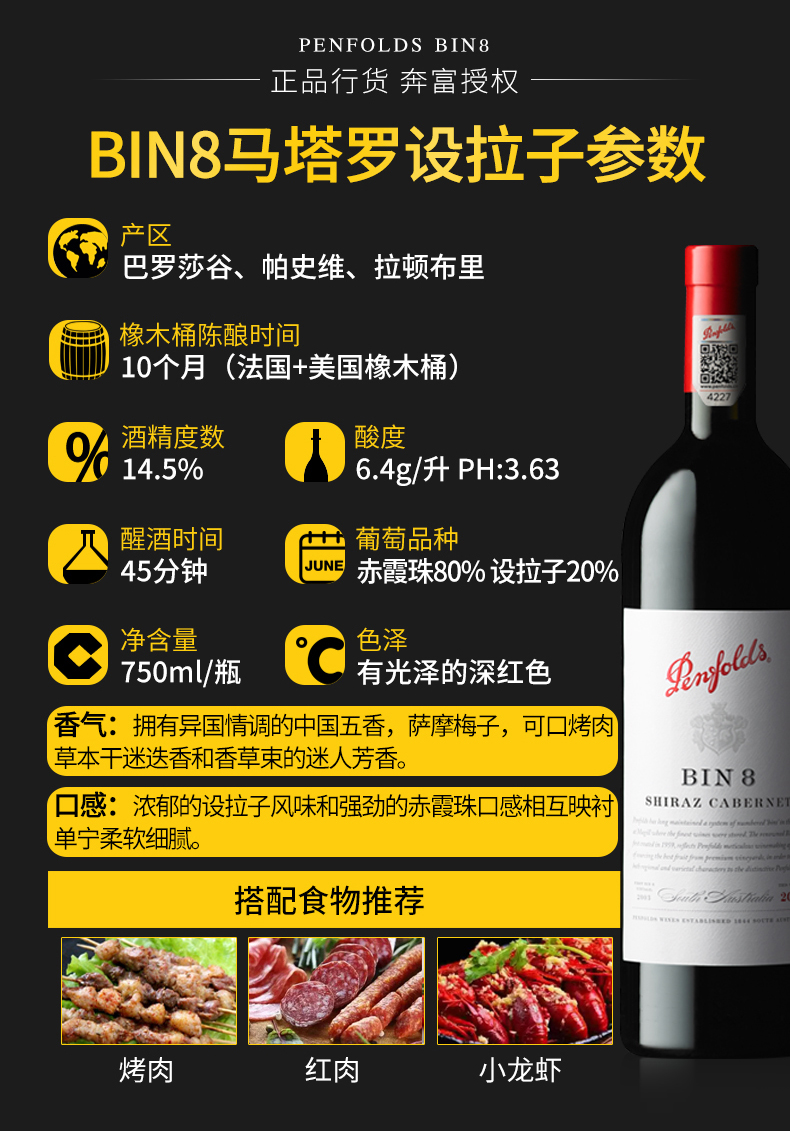 PENFOLDS BIN8
正品行货 奔富授权
BIN8马塔罗设拉子参数
产区
巴罗莎谷、帕史维、拉顿布里
橡木桶陈酿时间
10个月（法国+美国橡木桶）
%
酒精度数
14.5%
酸度
6.4g/升 PH:3.63
醒酒时间
45分钟
JUNE
葡萄品种
赤霞珠80% 设拉子20%
净含量
750ml/瓶
°C
色泽
有光泽的深红色
香气：拥有异国情调的中国五香，萨摩梅子，可口烤肉
草本干迷迭香和香草束的迷人芳香。
口感：浓郁的设拉子风味和强劲的赤霞珠口感相互映衬
单宁柔软细腻。
搭配食物推荐
烤肉
红肉
小龙虾
Penfolds
4227
Penfolds
BIN 8
SHIRAZ CABERNET
South Australia
PENFOLDS WINES ESTABLISHED 1844 SOUTH